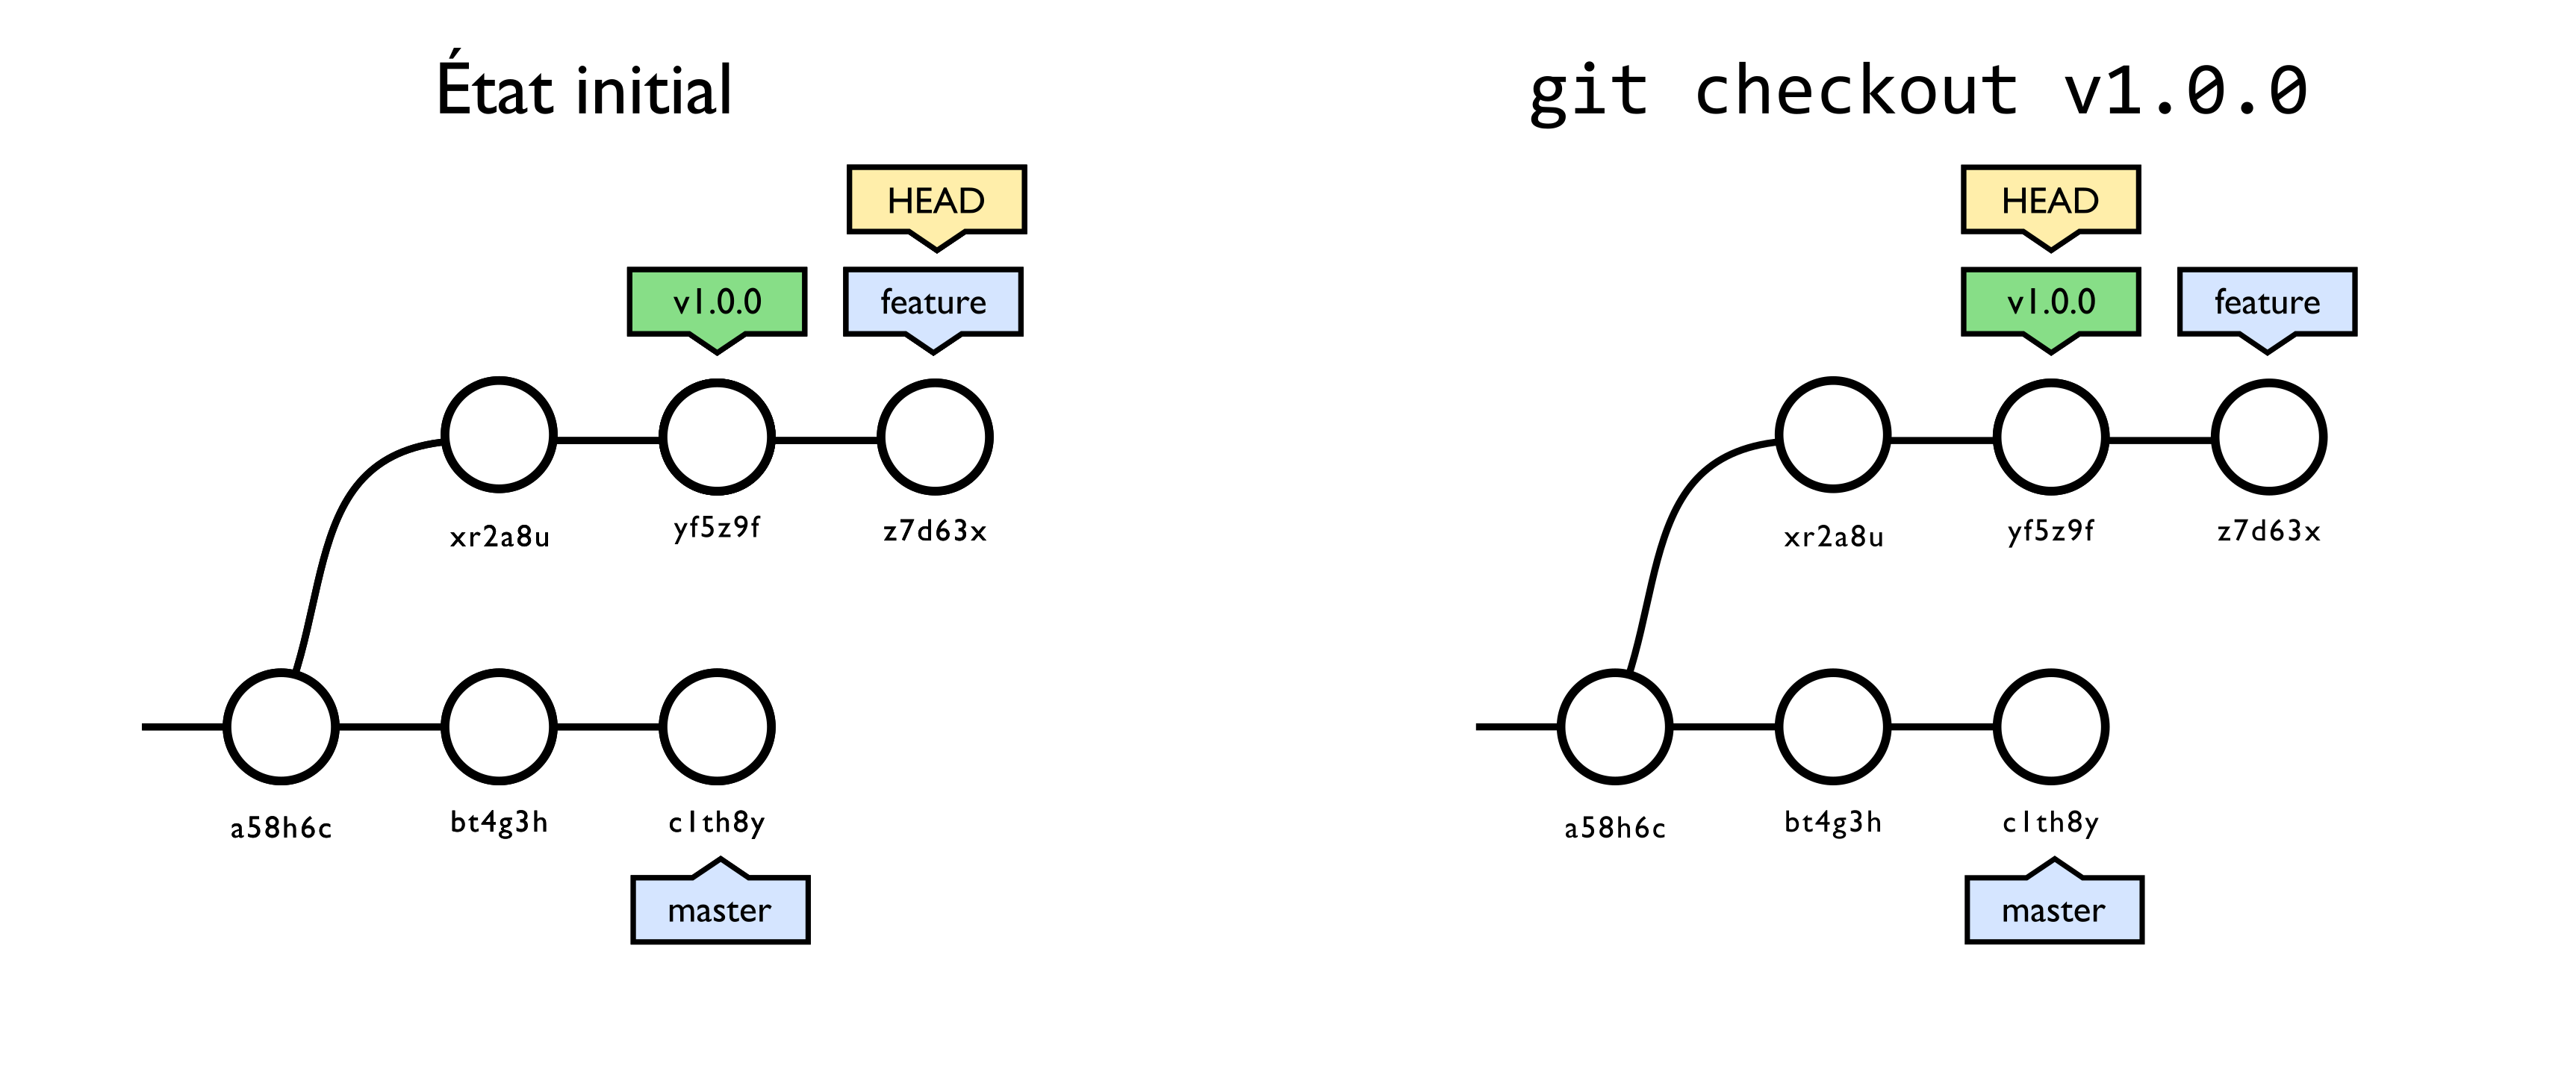 État initial
HEAD
v1.0.0
feature
xr2a8u
yf5z9f
z7d63x
a58h6c
bt4g3h
c1th8y
master
git checkout v1.0.0
HEAD
v1.0.0
feature
xr2a8u
yf5z9f
z7d63x
a58h6c
bt4g3h
c1th8y
master